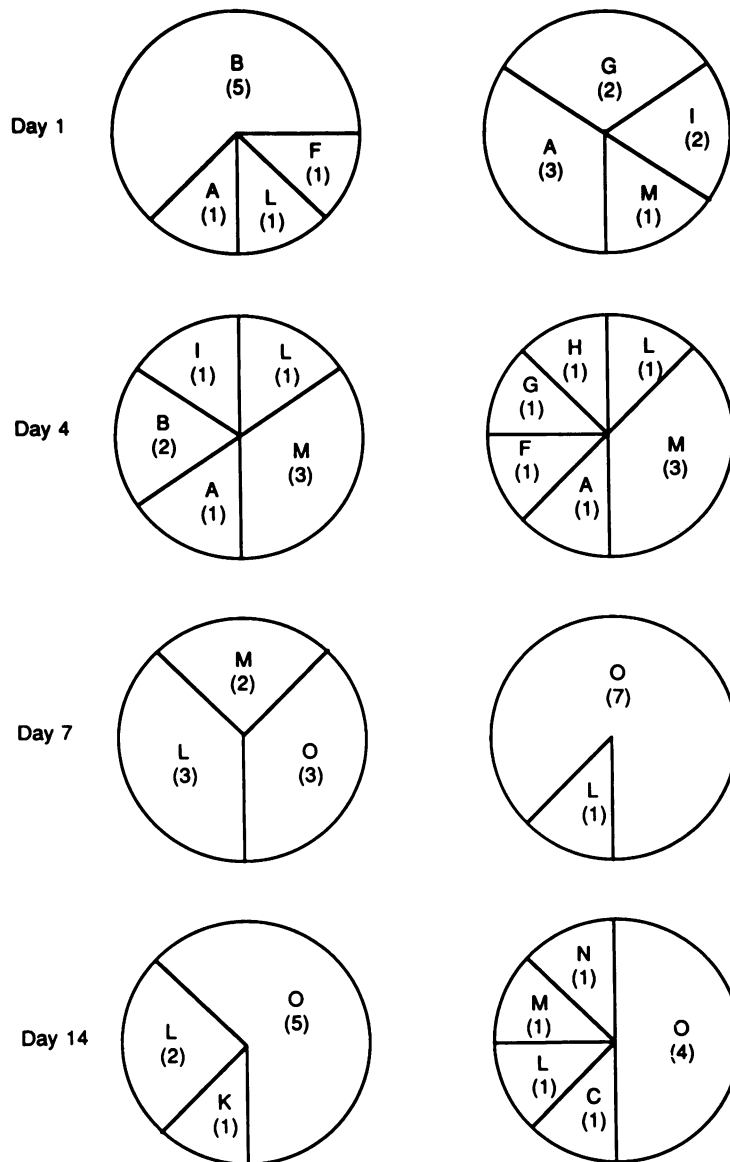 Day 1
B
(5)
F
(1)
L
(1)
A
(1)
G
(2)
I
(2)
M
(1)
A
(3)
Day 4
I
(1)
L
(1)
B
(2)
M
(3)
A
(1)
H
(1)
L
(1)
G
(1)
F
(1)
M
(3)
A
(1)
Day 7
M
(2)
L
(3)
O
(3)
O
(7)
L
(1)
Day 14
O
(5)
L
(2)
K
(1)
N
(1)
M
(1)
O
(4)
L
(1)
C
(1)